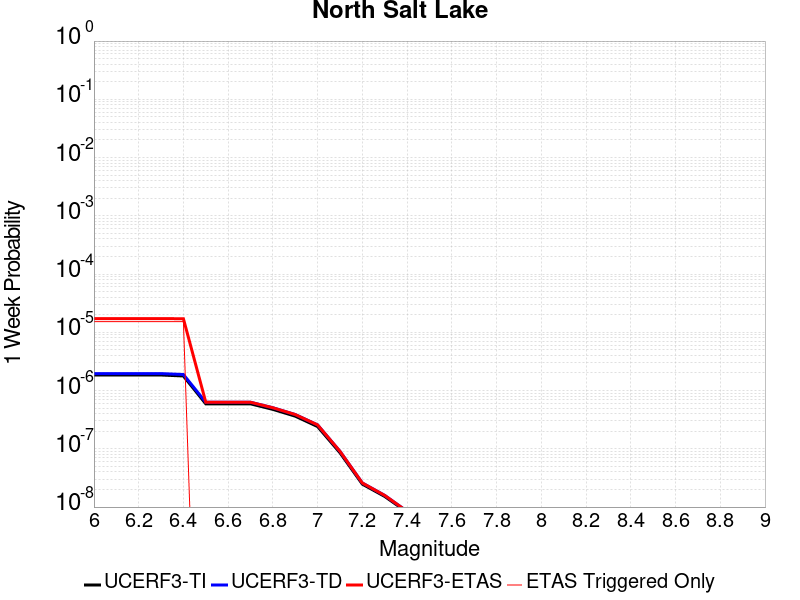 North Salt Lake
10^0
10^-1
10^-2
10^-3
10^-4
10^-5
10^-6
10^-7
10^-8
1 Week Probability
6 6.2 6.4 6.6 6.8 7 7.2 7.4 7.6 7.8 8 8.2 8.4 8.6 8.8 9
Magnitude
UCERF3-TI UCERF3-TD UCERF3-ETAS ETAS Triggered Only